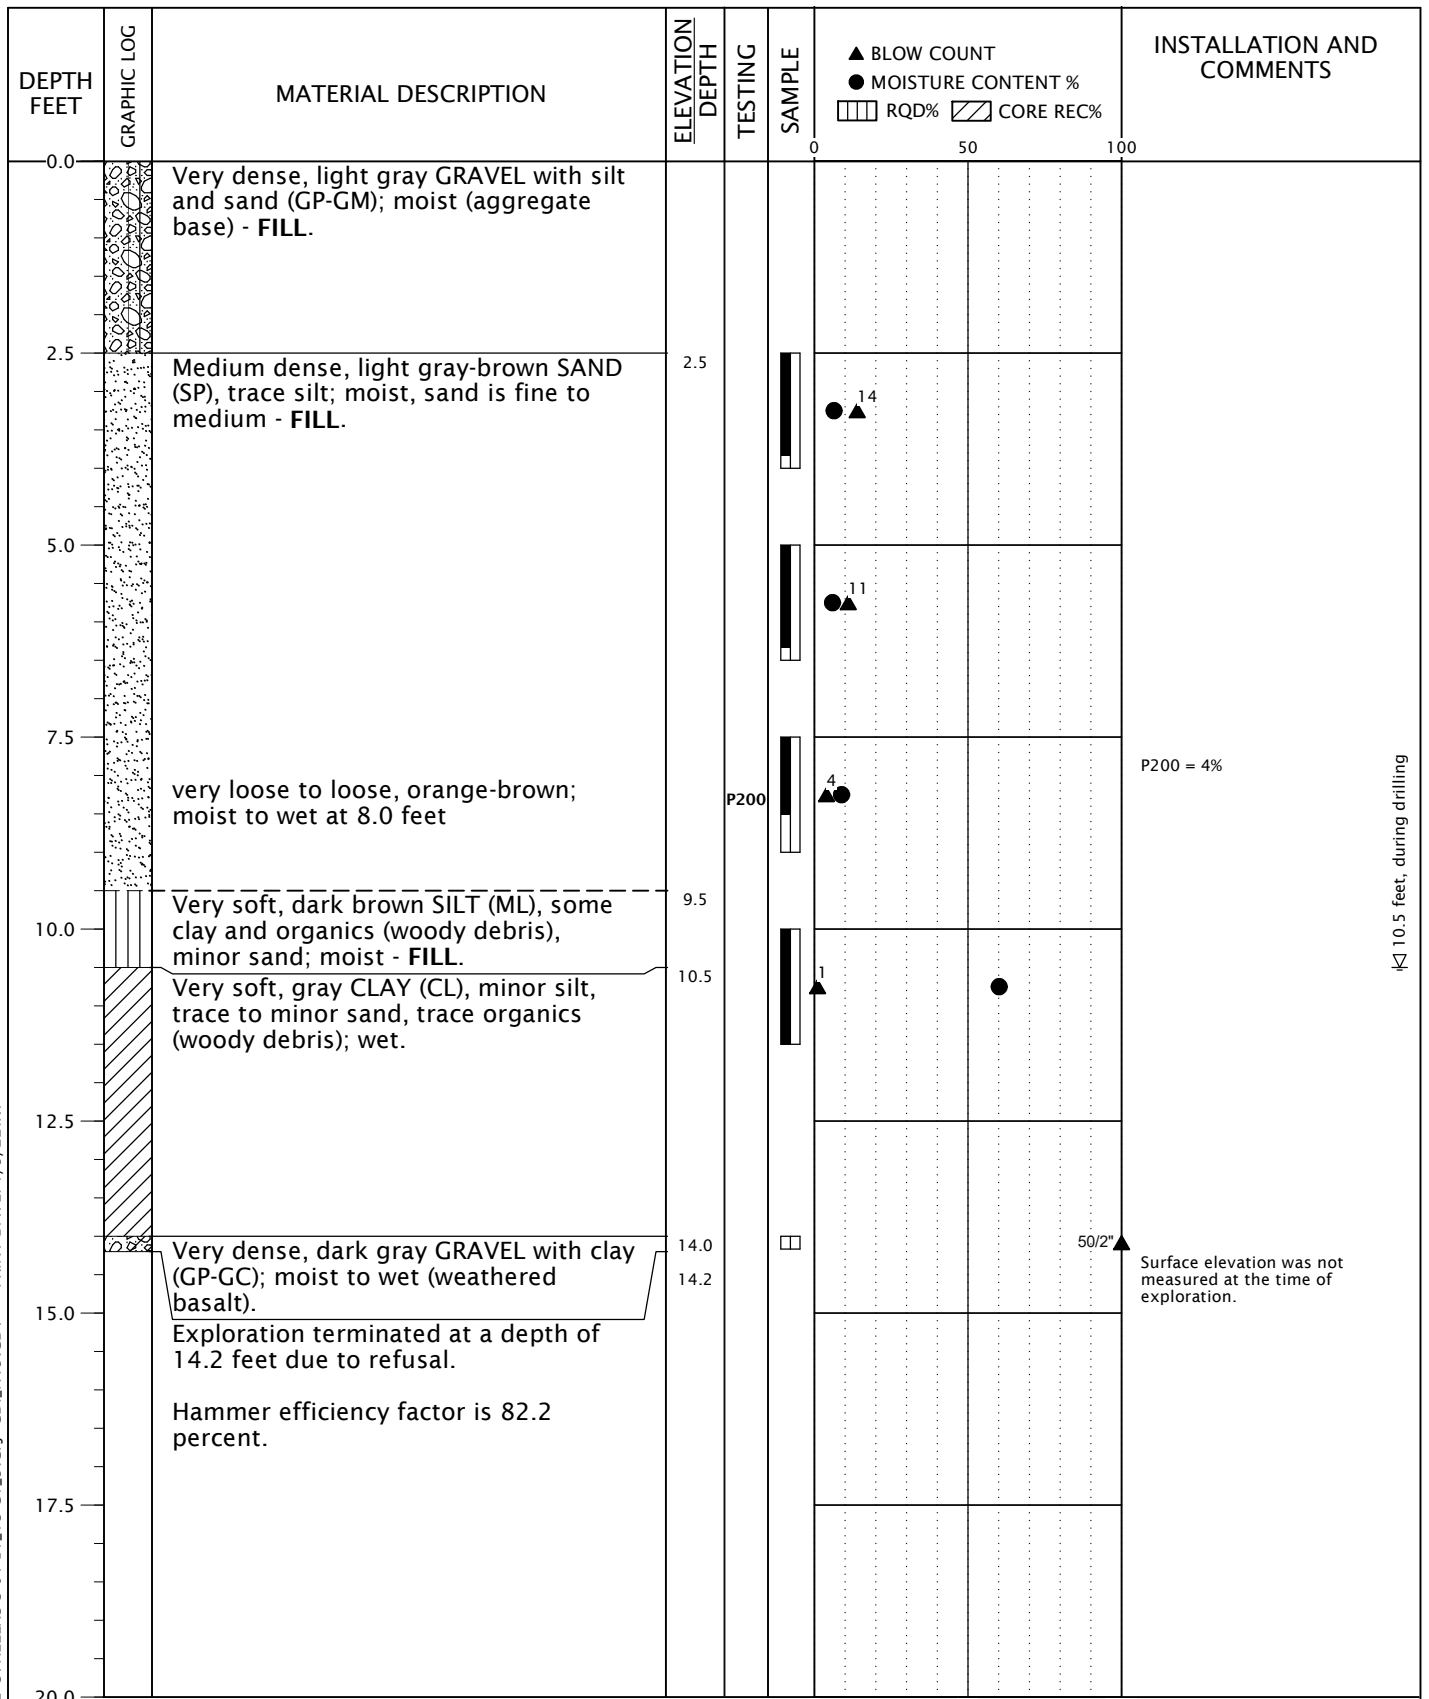 DEPTH
FEET
GRAPHIC LOG
MATERIAL DESCRIPTION
ELEVATION
DEPTH
TESTING
SAMPLE
▲ BLOW COUNT
● MOISTURE CONTENT %
RQD% CORE REC%
INSTALLATION AND
COMMENTS
0 50 100
0.0
Very dense, light gray GRAVEL with silt
and sand (GP-GM); moist (aggregate
base) - FILL.
2.5
2.5
Medium dense, light gray-brown SAND
(SP), trace silt; moist, sand is fine to
medium - FILL.
14
5.0
11
7.5
P200 = 4%
very loose to loose, orange-brown;
moist to wet at 8.0 feet
P200
4
10.5 feet, during drilling
9.5
Very soft, dark brown SILT (ML), some
clay and organics (woody debris),
minor sand; moist - FILL.
10.0
10.5
1
Very soft, gray CLAY (CL), minor silt,
trace to minor sand, trace organics
(woody debris); wet.
12.5
14.0
50/2"
Very dense, dark gray GRAVEL with clay
(GP-GC); moist to wet (weathered
basalt).
14.2
Surface elevation was not
measured at the time of
exploration.
15.0
Exploration terminated at a depth of
14.2 feet due to refusal.
Hammer efficiency factor is 82.2
percent.
17.5
20.0